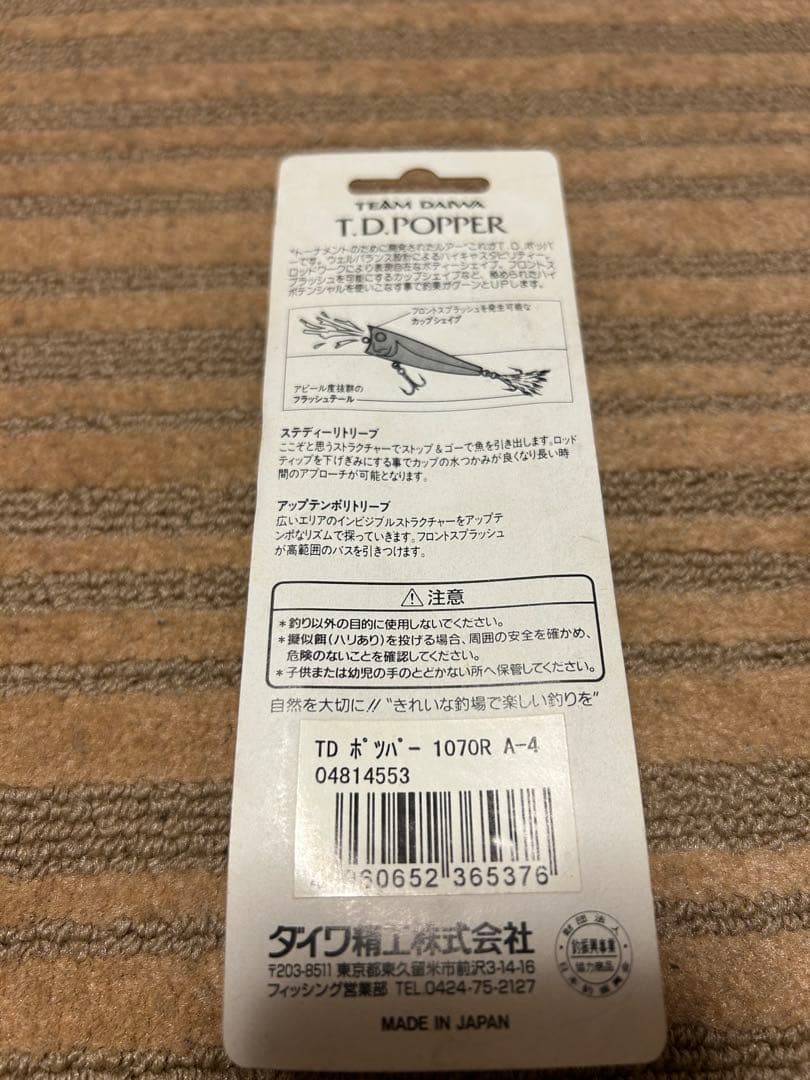 TEAM DAIWA
T.D.POPPER
"トーナメントのために開発されたルアー"これがT.D.ポッパ
ーです。ウェルバランス設計によるハイキャスタビリティー。
ロッドワークにより表現自在なボディーシェイプ。フロントス
プラッシュを可能にするカップシェイプなど、秘められたハイ
ポテンシャルを使いこなす事で釣果がグーンとUPします。
フロントスプラッシュを発生可能な
カップシェイプ
アピール度抜群の
フラッシュテール
ステディーリトリーブ
ここぞと思うストラクチャーでストップ&ゴーで魚を引き出します。ロッド
ティップを下げぎみにする事でカップの水つかみが良くなり長い時
間のアプローチが可能となります。
アップテンポリトリーブ
広いエリアのインビジブルストラクチャーをアップテ
ンポなリズムで探っていきます。フロントスプラッシュ
が高範囲のバスを引きつけます。
⚠注意
*釣り以外の目的に使用しないでください。
*擬似餌(ハリあり)を投げる場合、周囲の安全を確かめ、
危険のないことを確認してください。
*子供または幼児の手のとどかない所へ保管してください。
自然を大切に!! "きれいな釣場で楽しい釣りを"
TD ポツパー 1070R A-4
04814553
960652 365376
ダイワ精工株式会社
〒203-8511 東京都東久留米市前沢3-14-16
フィッシング営業部 TEL.0424-75-2127
財団法人
釣振興事業
協力商品
日本釣振興会
MADE IN JAPAN